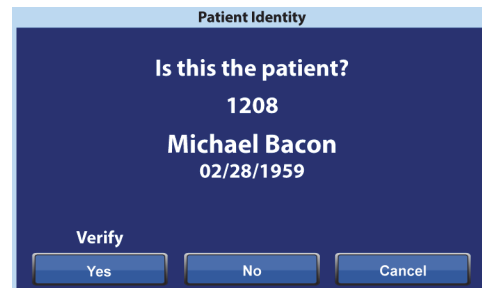 Patient Identity
Is this the patient?
1208
Michael Bacon
02/28/1959
Verify
Yes No Cancel